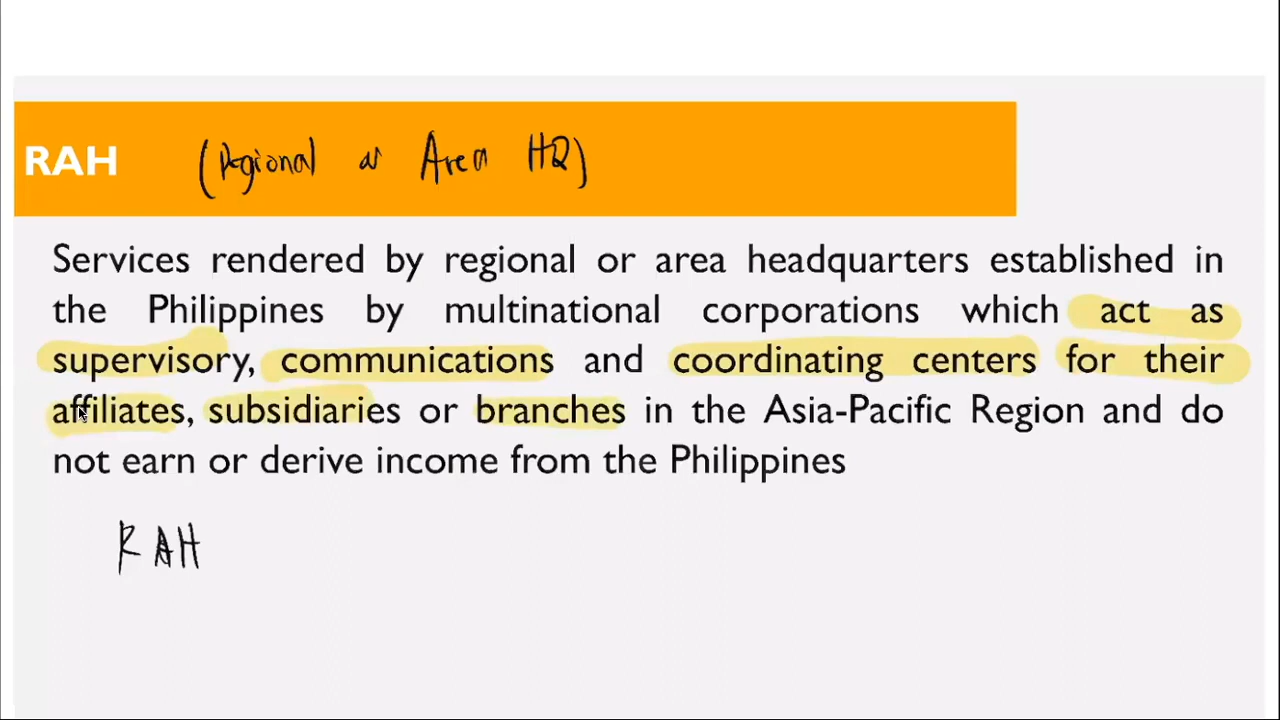 RAH (Regional or Area HQ)
Services rendered by regional or area headquarters established in
the Philippines by multinational corporations which act as
supervisory, communications and coordinating centers for their
affiliates, subsidiaries or branches in the Asia-Pacific Region and do
not earn or derive income from the Philippines
RAH